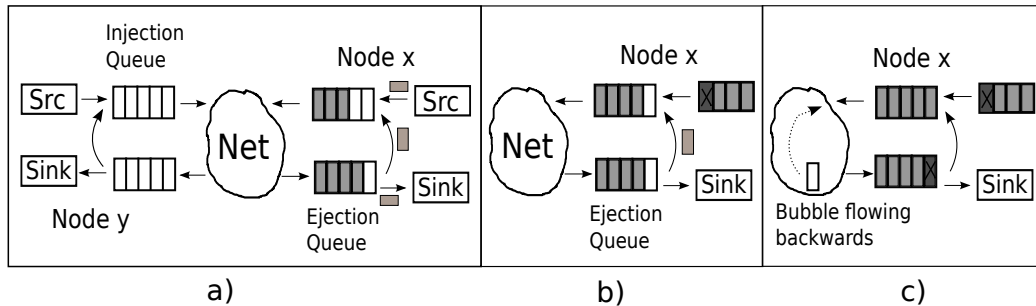 Injection
Queue
Node x
Src
Src
Net
Sink
Sink
Node y
Ejection
Queue
a)
Node x
Net
Sink
Ejection
Queue
b)
Node x
X
X
Sink
Bubble flowing
backwards
c)